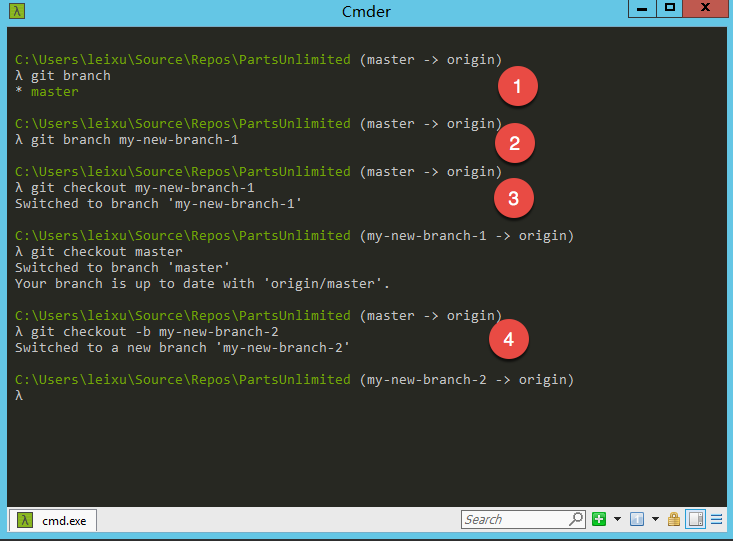 Cmder
C:\Users\leixu\Source\Repos\PartsUnlimited (master -> origin)
λ git branch
* master
1
C:\Users\leixu\Source\Repos\PartsUnlimited (master -> origin)
λ git branch my-new-branch-1
2
C:\Users\leixu\Source\Repos\PartsUnlimited (master -> origin)
λ git checkout my-new-branch-1
Switched to branch 'my-new-branch-1'
3
C:\Users\leixu\Source\Repos\PartsUnlimited (my-new-branch-1 -> origin)
λ git checkout master
Switched to branch 'master'
Your branch is up to date with 'origin/master'.
C:\Users\leixu\Source\Repos\PartsUnlimited (master -> origin)
λ git checkout -b my-new-branch-2
Switched to a new branch 'my-new-branch-2'
4
C:\Users\leixu\Source\Repos\PartsUnlimited (my-new-branch-2 -> origin)
λ
λ cmd.exe
Search